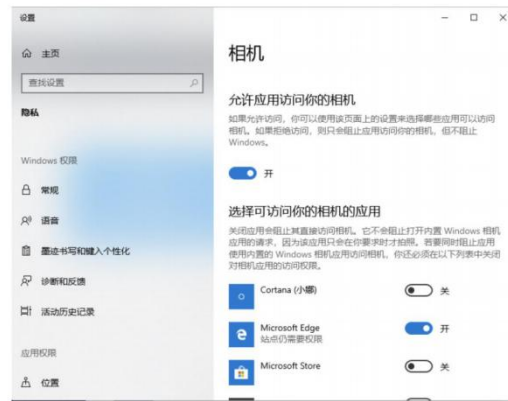 设置
主页
查找设置
隐私
Windows 权限
常规
语音
墨迹书写和键入个性化
诊断和反馈
活动历史记录
应用权限
位置
相机
允许应用访问你的相机
如果允许访问，你可以使用该页面上的设置来选择哪些应用可以访问
相机。如果拒绝访问，则只会阻止应用访问你的相机，但不阻止
Windows。
开
选择可访问你的相机的应用
关闭应用会阻止其直接访问相机。它不会阻止打开内置 Windows 相机
应用的请求，因为该应用只会在你要求时才拍照。若要同时阻止应用
使用内置的 Windows 相机应用访问相机，你还必须在以下列表中关闭
对相机应用的访问权限。
Cortana (小娜)
关
Microsoft Edge
站点仍需要权限
开
Microsoft Store
关